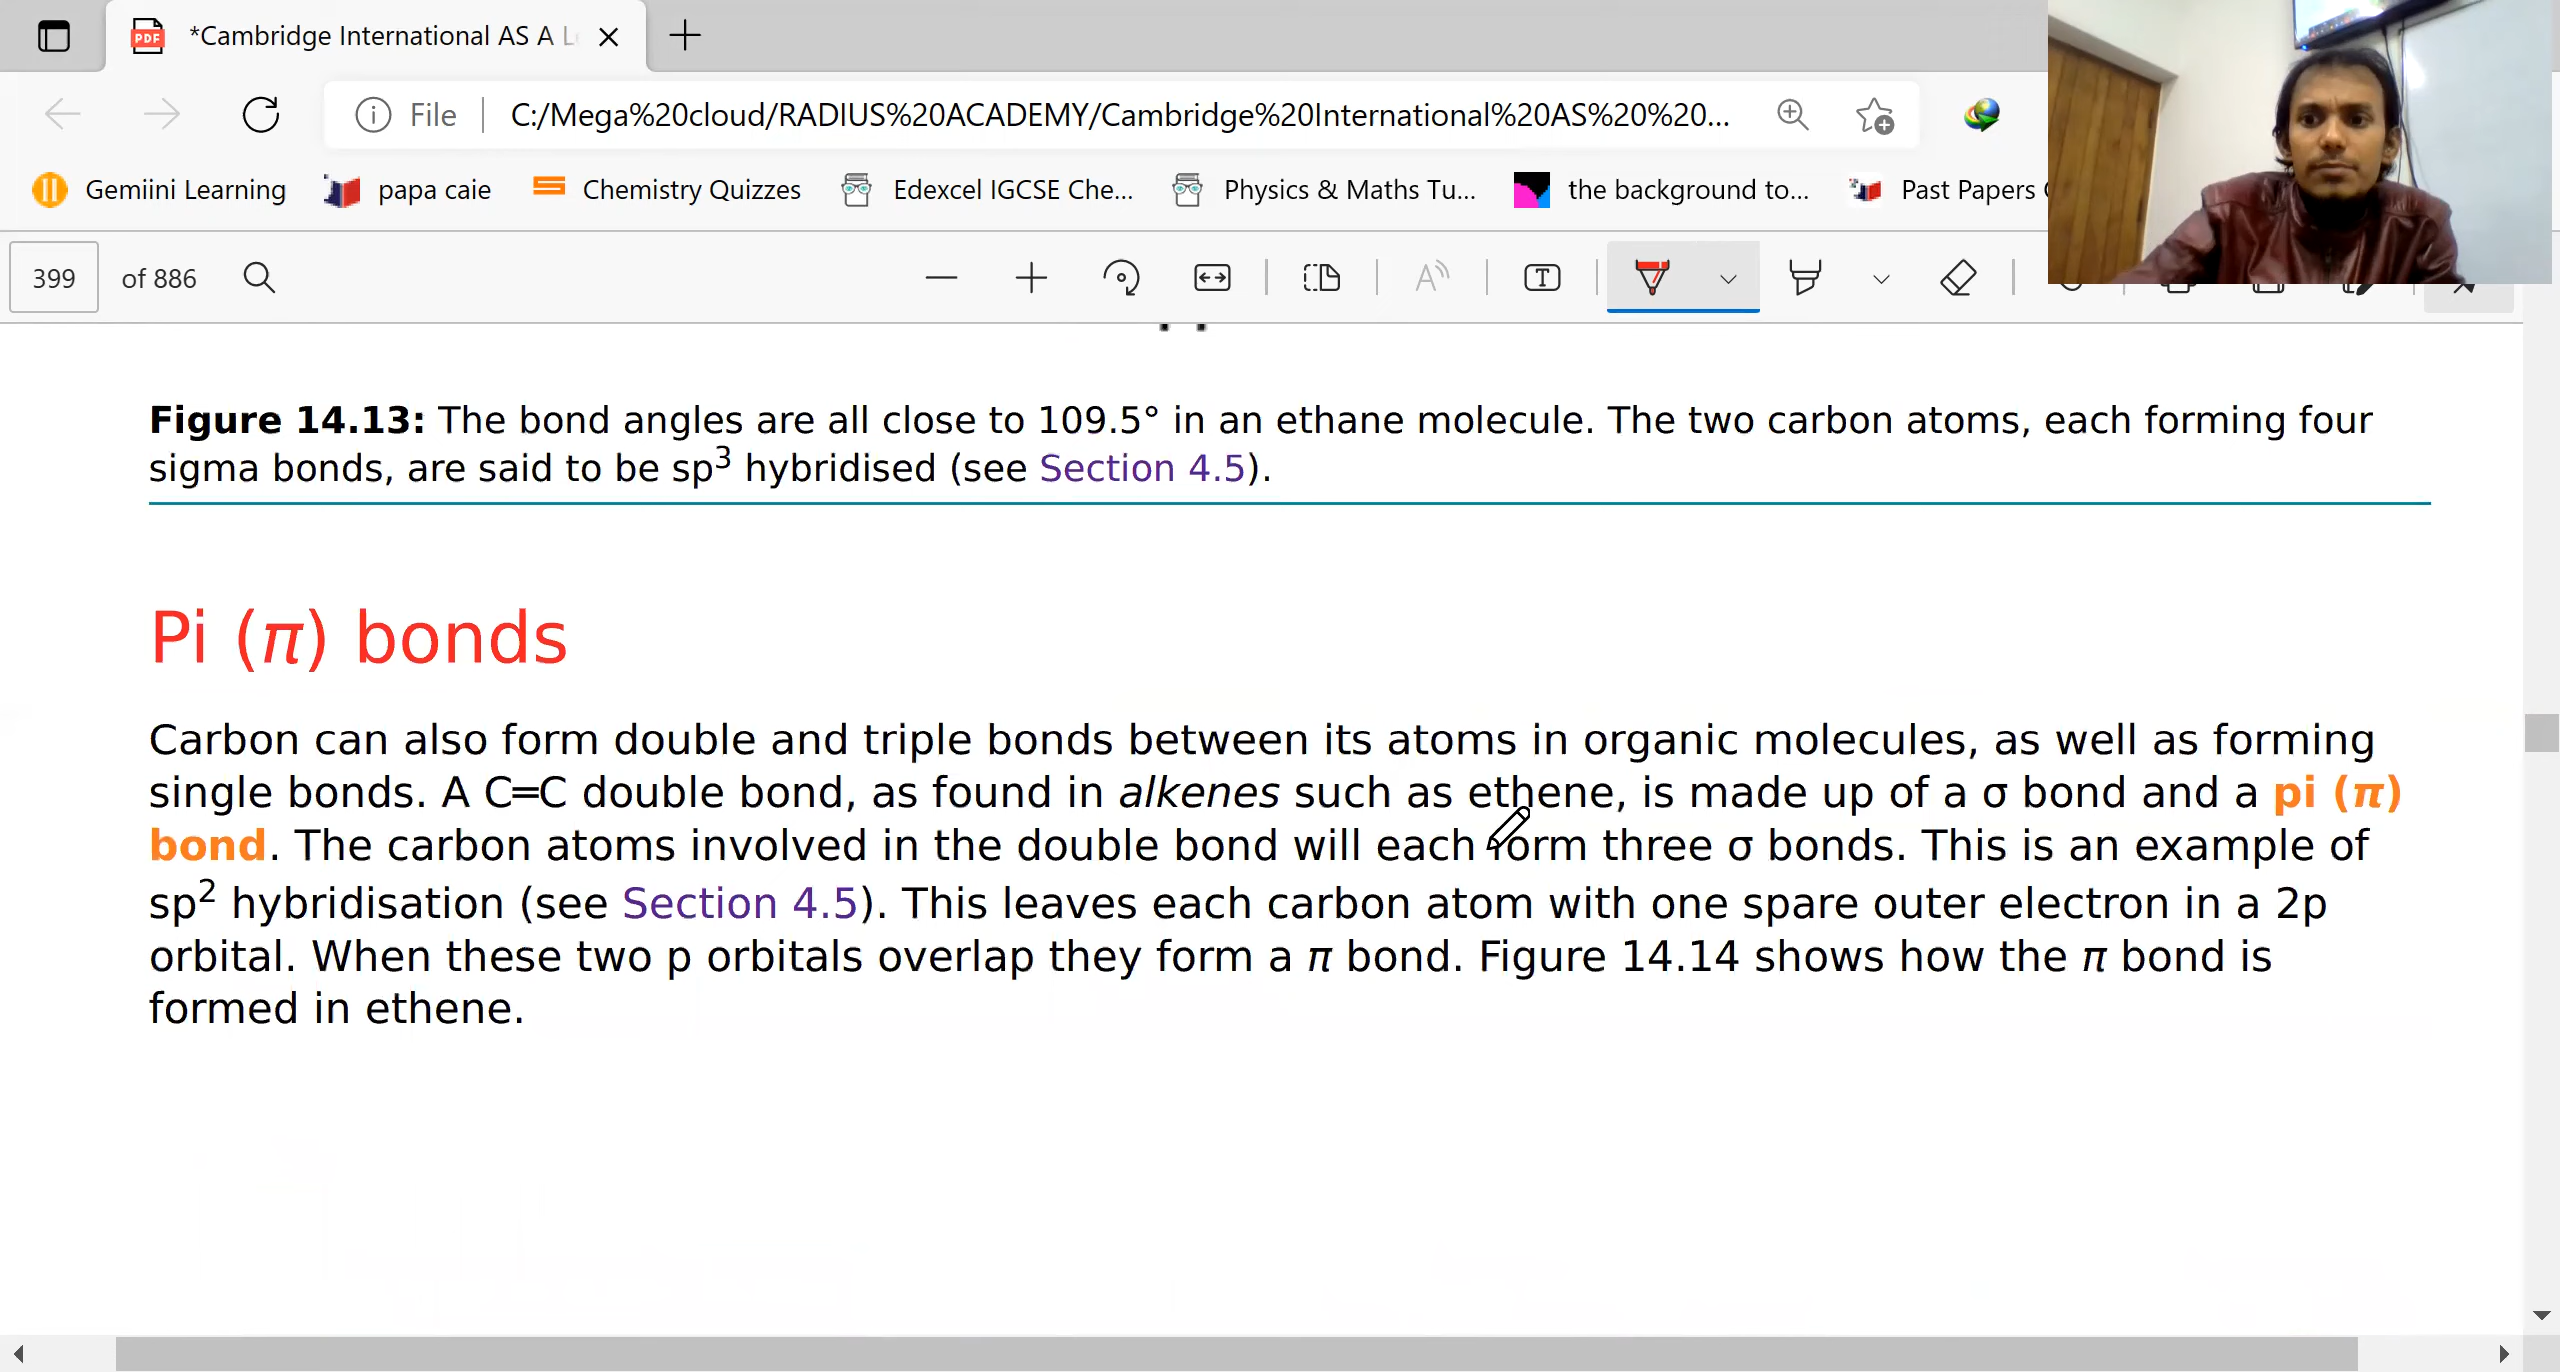 *Cambridge International AS A L
File
C:/Mega%20cloud/RADIUS%20ACADEMY/Cambridge%20International%20AS%20%20...
Gemiini Learning
papa caie
Chemistry Quizzes
Edexcel IGCSE Che...
Physics & Maths Tu...
the background to...
Past Papers
399 of 886
Figure 14.13: The bond angles are all close to 109.5° in an ethane molecule. The two carbon atoms, each forming four
sigma bonds, are said to be sp³ hybridised (see Section 4.5).
Pi (π) bonds
Carbon can also form double and triple bonds between its atoms in organic molecules, as well as forming
single bonds. A C=C double bond, as found in alkenes such as ethene, is made up of a σ bond and a pi (π)
bond. The carbon atoms involved in the double bond will each form three σ bonds. This is an example of
sp² hybridisation (see Section 4.5). This leaves each carbon atom with one spare outer electron in a 2p
orbital. When these two p orbitals overlap they form a π bond. Figure 14.14 shows how the π bond is
formed in ethene.